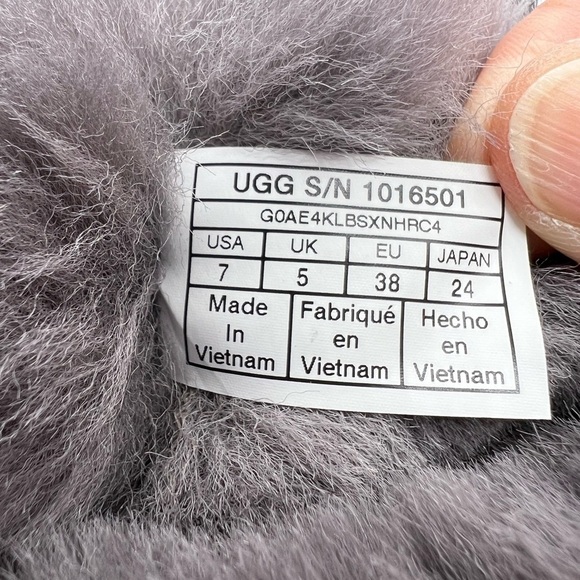 UGG S/N 1016501
G0AE4KLBSXNHRC4
USA UK EU JAPAN
7 5 38 24
Made Fabriqué Hecho
In en en
Vietnam Vietnam Vietnam